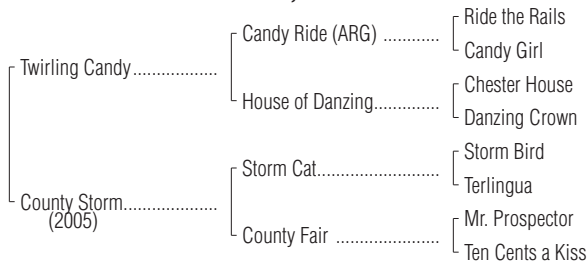 Ride the Rails
Candy Ride (ARG) ............
Candy Girl
Twirling Candy.................
Chester House
House of Danzing.............
Danzing Crown
Storm Bird
Storm Cat........................
Terlingua
County Storm...................
(2005)
Mr. Prospector
County Fair ....................
Ten Cents a Kiss